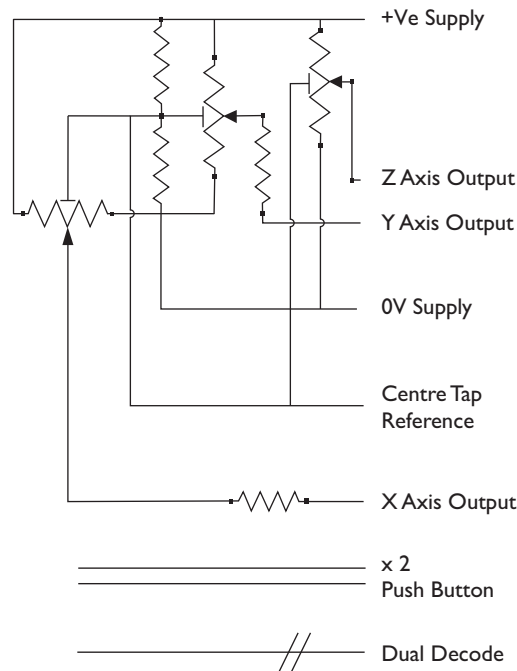 +Ve Supply
Z Axis Output
Y Axis Output
0V Supply
Centre Tap
Reference
X Axis Output
x 2
Push Button
Dual Decode